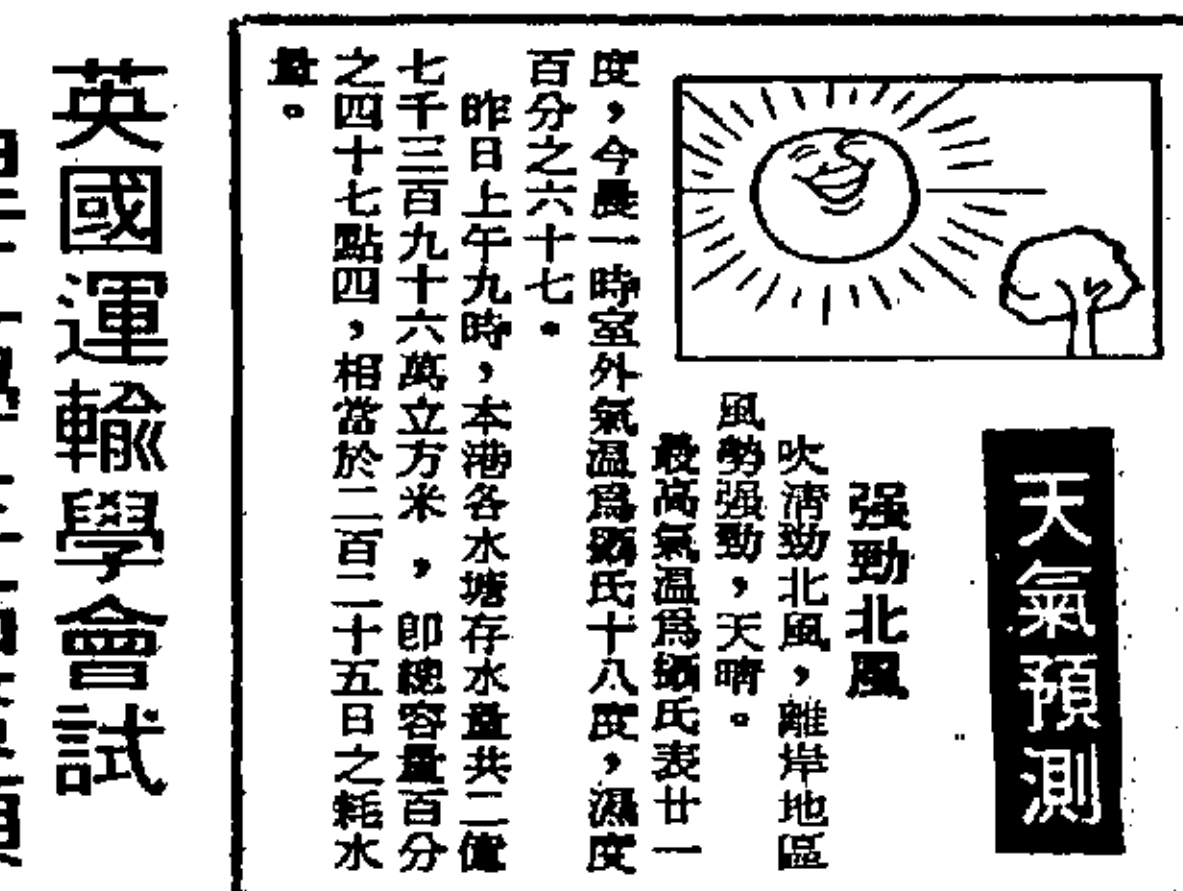 天氣預測
强勁北風
吹清勁北風，離岸地區
風勢强勁，天晴。
最高氣温爲攝氏表廿一
度，今晨一時室外氣温爲攝氏十八度，濕度
百分之六十七。
昨日上午九時，本港各水塘存水量共二億
七千三百九十六萬立方米，卽總容量百分
之四十七點四，相當於二百二十五日之耗水
量。
英國運輸學會試